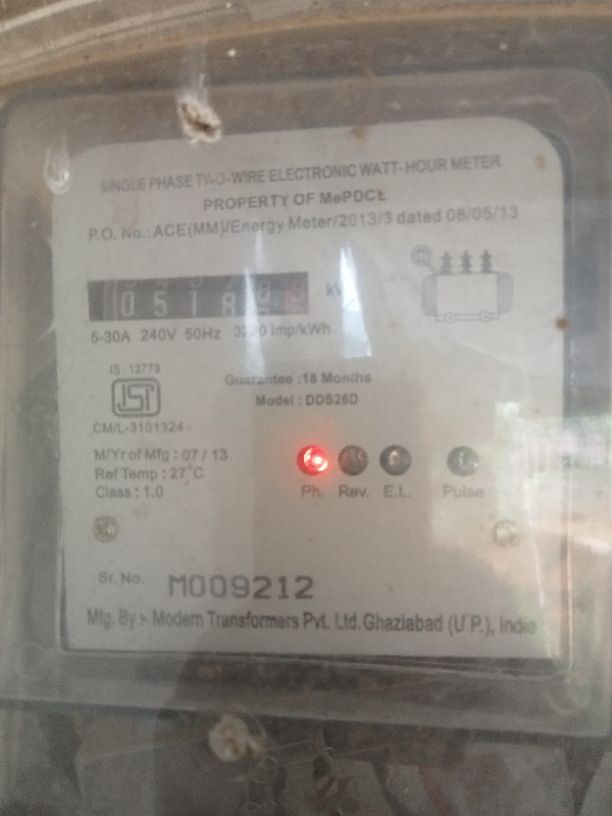 SINGLE PHASE TWO-WIRE ELECTRONIC WATT-HOUR METER
PROPERTY OF MePDCL
P.O. No.: ACE(MM)/Energy Meter/2013/3 dated 08/05/13
0518
5-30A 240V 50Hz 3200 Imp/kWh
IS : 13779
ISI
CM/L-3101324
Guarantee : 18 Months
Model : DDS26D
M/Yr of Mfg : 07 / 13
Ref Temp : 27°C
Class : 1.0
Ph. Rev. E.L. Pulse
Sr. No. M009212
Mfg. By :- Modern Transformers Pvt. Ltd. Ghaziabad (U.P.), India